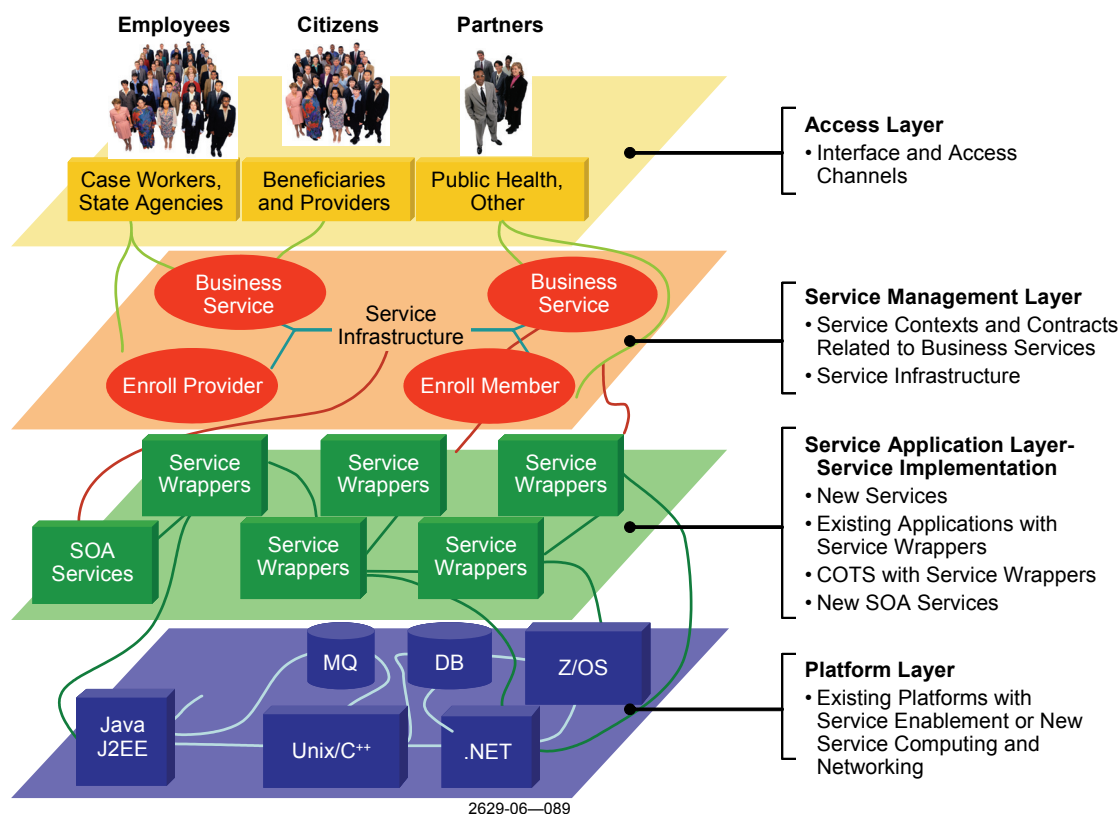 Employees
Citizens
Partners
Case Workers,
State Agencies
Beneficiaries
and Providers
Public Health,
Other
Access Layer
• Interface and Access
Channels
Business
Service
Service
Infrastructure
Business
Service
Enroll Provider
Enroll Member
Service Management Layer
• Service Contexts and Contracts
Related to Business Services
• Service Infrastructure
Service
Wrappers
Service
Wrappers
Service
Wrappers
SOA
Services
Service
Wrappers
Service
Wrappers
Service Application Layer-
Service Implementation
• New Services
• Existing Applications with
Service Wrappers
• COTS with Service Wrappers
• New SOA Services
MQ
DB
Z/OS
Java
J2EE
Unix/C++
.NET
Platform Layer
• Existing Platforms with
Service Enablement or New
Service Computing and
Networking
2629-06—089